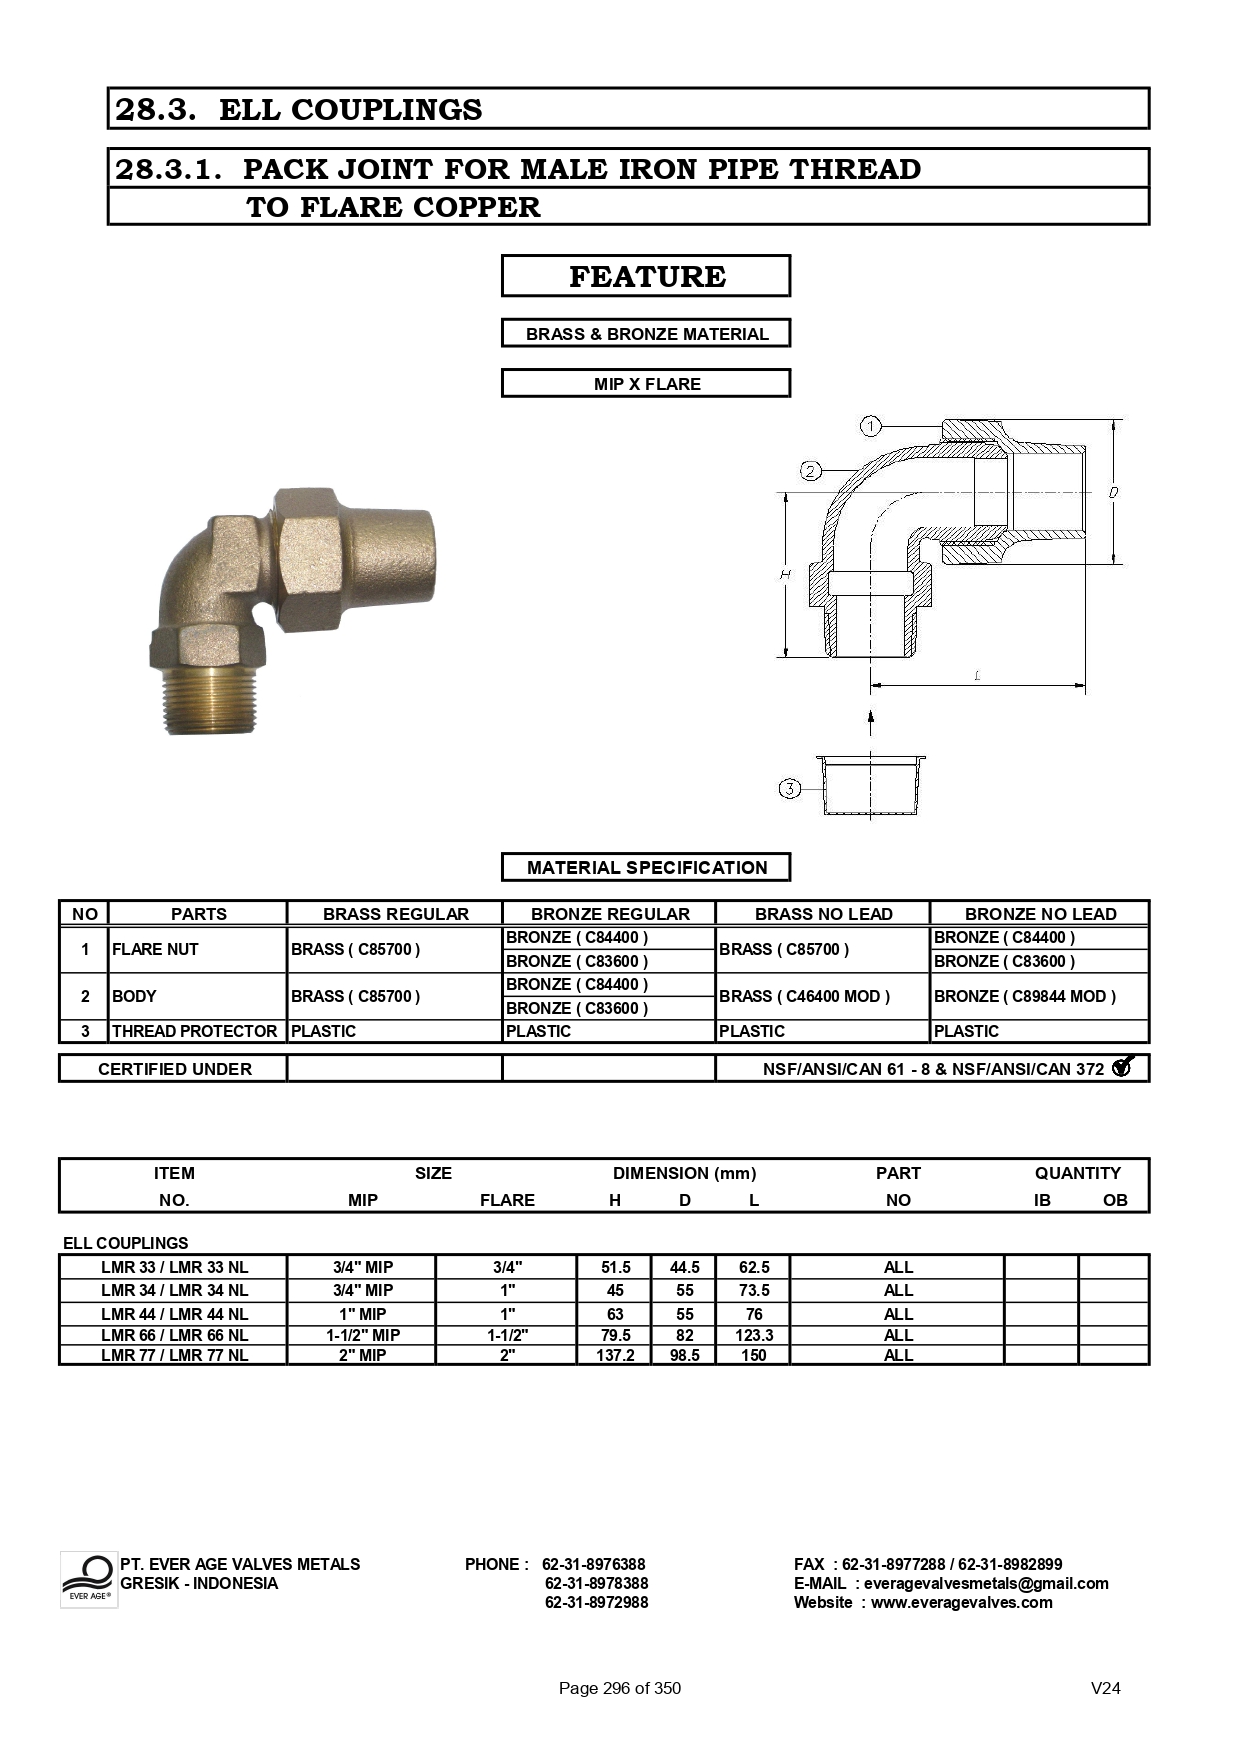 28.3. ELL COUPLINGS
28.3.1. PACK JOINT FOR MALE IRON PIPE THREAD
TO FLARE COPPER
FEATURE
BRASS & BRONZE MATERIAL
MIP X FLARE
1
2
D
H
L
3
MATERIAL SPECIFICATION
NO PARTS BRASS REGULAR BRONZE REGULAR BRASS NO LEAD BRONZE NO LEAD
1 FLARE NUT BRASS ( C85700 ) BRONZE ( C84400 ) BRASS ( C85700 ) BRONZE ( C84400 )
BRONZE ( C83600 ) BRONZE ( C83600 )
2 BODY BRASS ( C85700 ) BRONZE ( C84400 ) BRASS ( C46400 MOD ) BRONZE ( C89844 MOD )
BRONZE ( C83600 )
3 THREAD PROTECTOR PLASTIC PLASTIC PLASTIC PLASTIC
CERTIFIED UNDER NSF/ANSI/CAN 61 - 8 & NSF/ANSI/CAN 372
ITEM SIZE DIMENSION (mm) PART QUANTITY
NO. MIP FLARE H D L NO IB OB
ELL COUPLINGS
LMR 33 / LMR 33 NL 3/4" MIP 3/4" 51.5 44.5 62.5 ALL
LMR 34 / LMR 34 NL 3/4" MIP 1" 45 55 73.5 ALL
LMR 44 / LMR 44 NL 1" MIP 1" 63 55 76 ALL
LMR 66 / LMR 66 NL 1-1/2" MIP 1-1/2" 79.5 82 123.3 ALL
LMR 77 / LMR 77 NL 2" MIP 2" 137.2 98.5 150 ALL
EVER AGE®
PT. EVER AGE VALVES METALS PHONE : 62-31-8976388 FAX : 62-31-8977288 / 62-31-8982899
GRESIK - INDONESIA 62-31-8978388 E-MAIL : everagevalvesmetals@gmail.com
62-31-8972988 Website : www.everagevalves.com
Page 296 of 350 V24